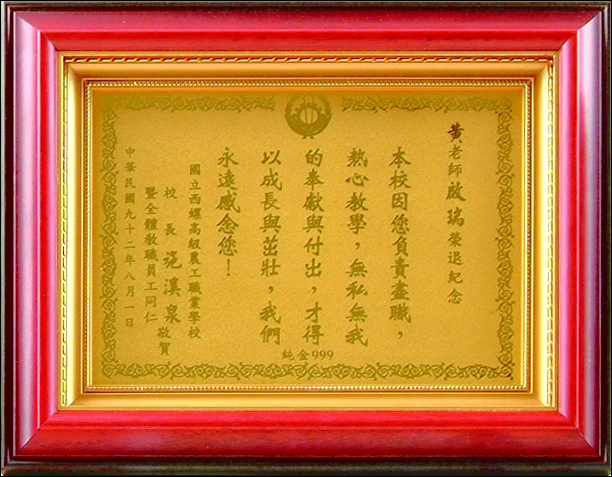 黃老師啟瑞榮退紀念
本校因您負責盡職，
熱心教學，無私無我
的奉獻與付出，才得
以成長與茁壯，我們
永遠感念您！
國立西螺高級農工職業學校
校長 施溪泉 敬賀
暨全體教職員工同仁
中華民國九十二年八月一日
純金999